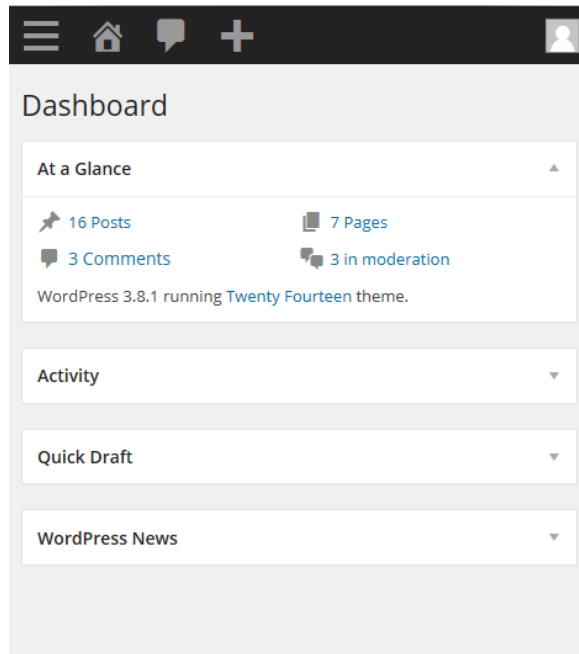 Dashboard
At a Glance
16 Posts 7 Pages
3 Comments 3 in moderation
WordPress 3.8.1 running Twenty Fourteen theme.
Activity
Quick Draft
WordPress News